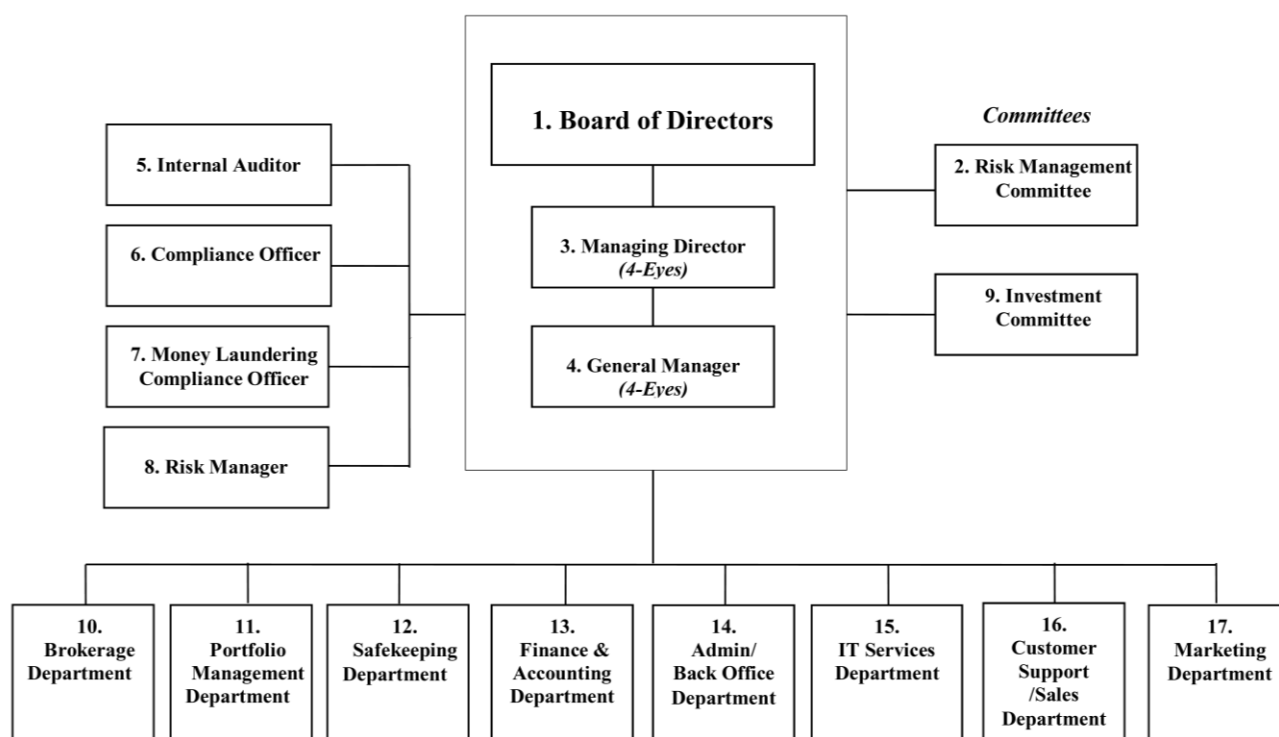 1. Board of Directors
Committees
5. Internal Auditor
2. Risk Management
Committee
3. Managing Director
(4-Eyes)
6. Compliance Officer
9. Investment
Committee
7. Money Laundering
Compliance Officer
4. General Manager
(4-Eyes)
8. Risk Manager
10.
Brokerage
Department
11.
Portfolio
Management
Department
12.
Safekeeping
Department
13.
Finance &
Accounting
Department
14.
Admin/
Back Office
Department
15.
IT Services
Department
16.
Customer
Support
/Sales
Department
17.
Marketing
Department